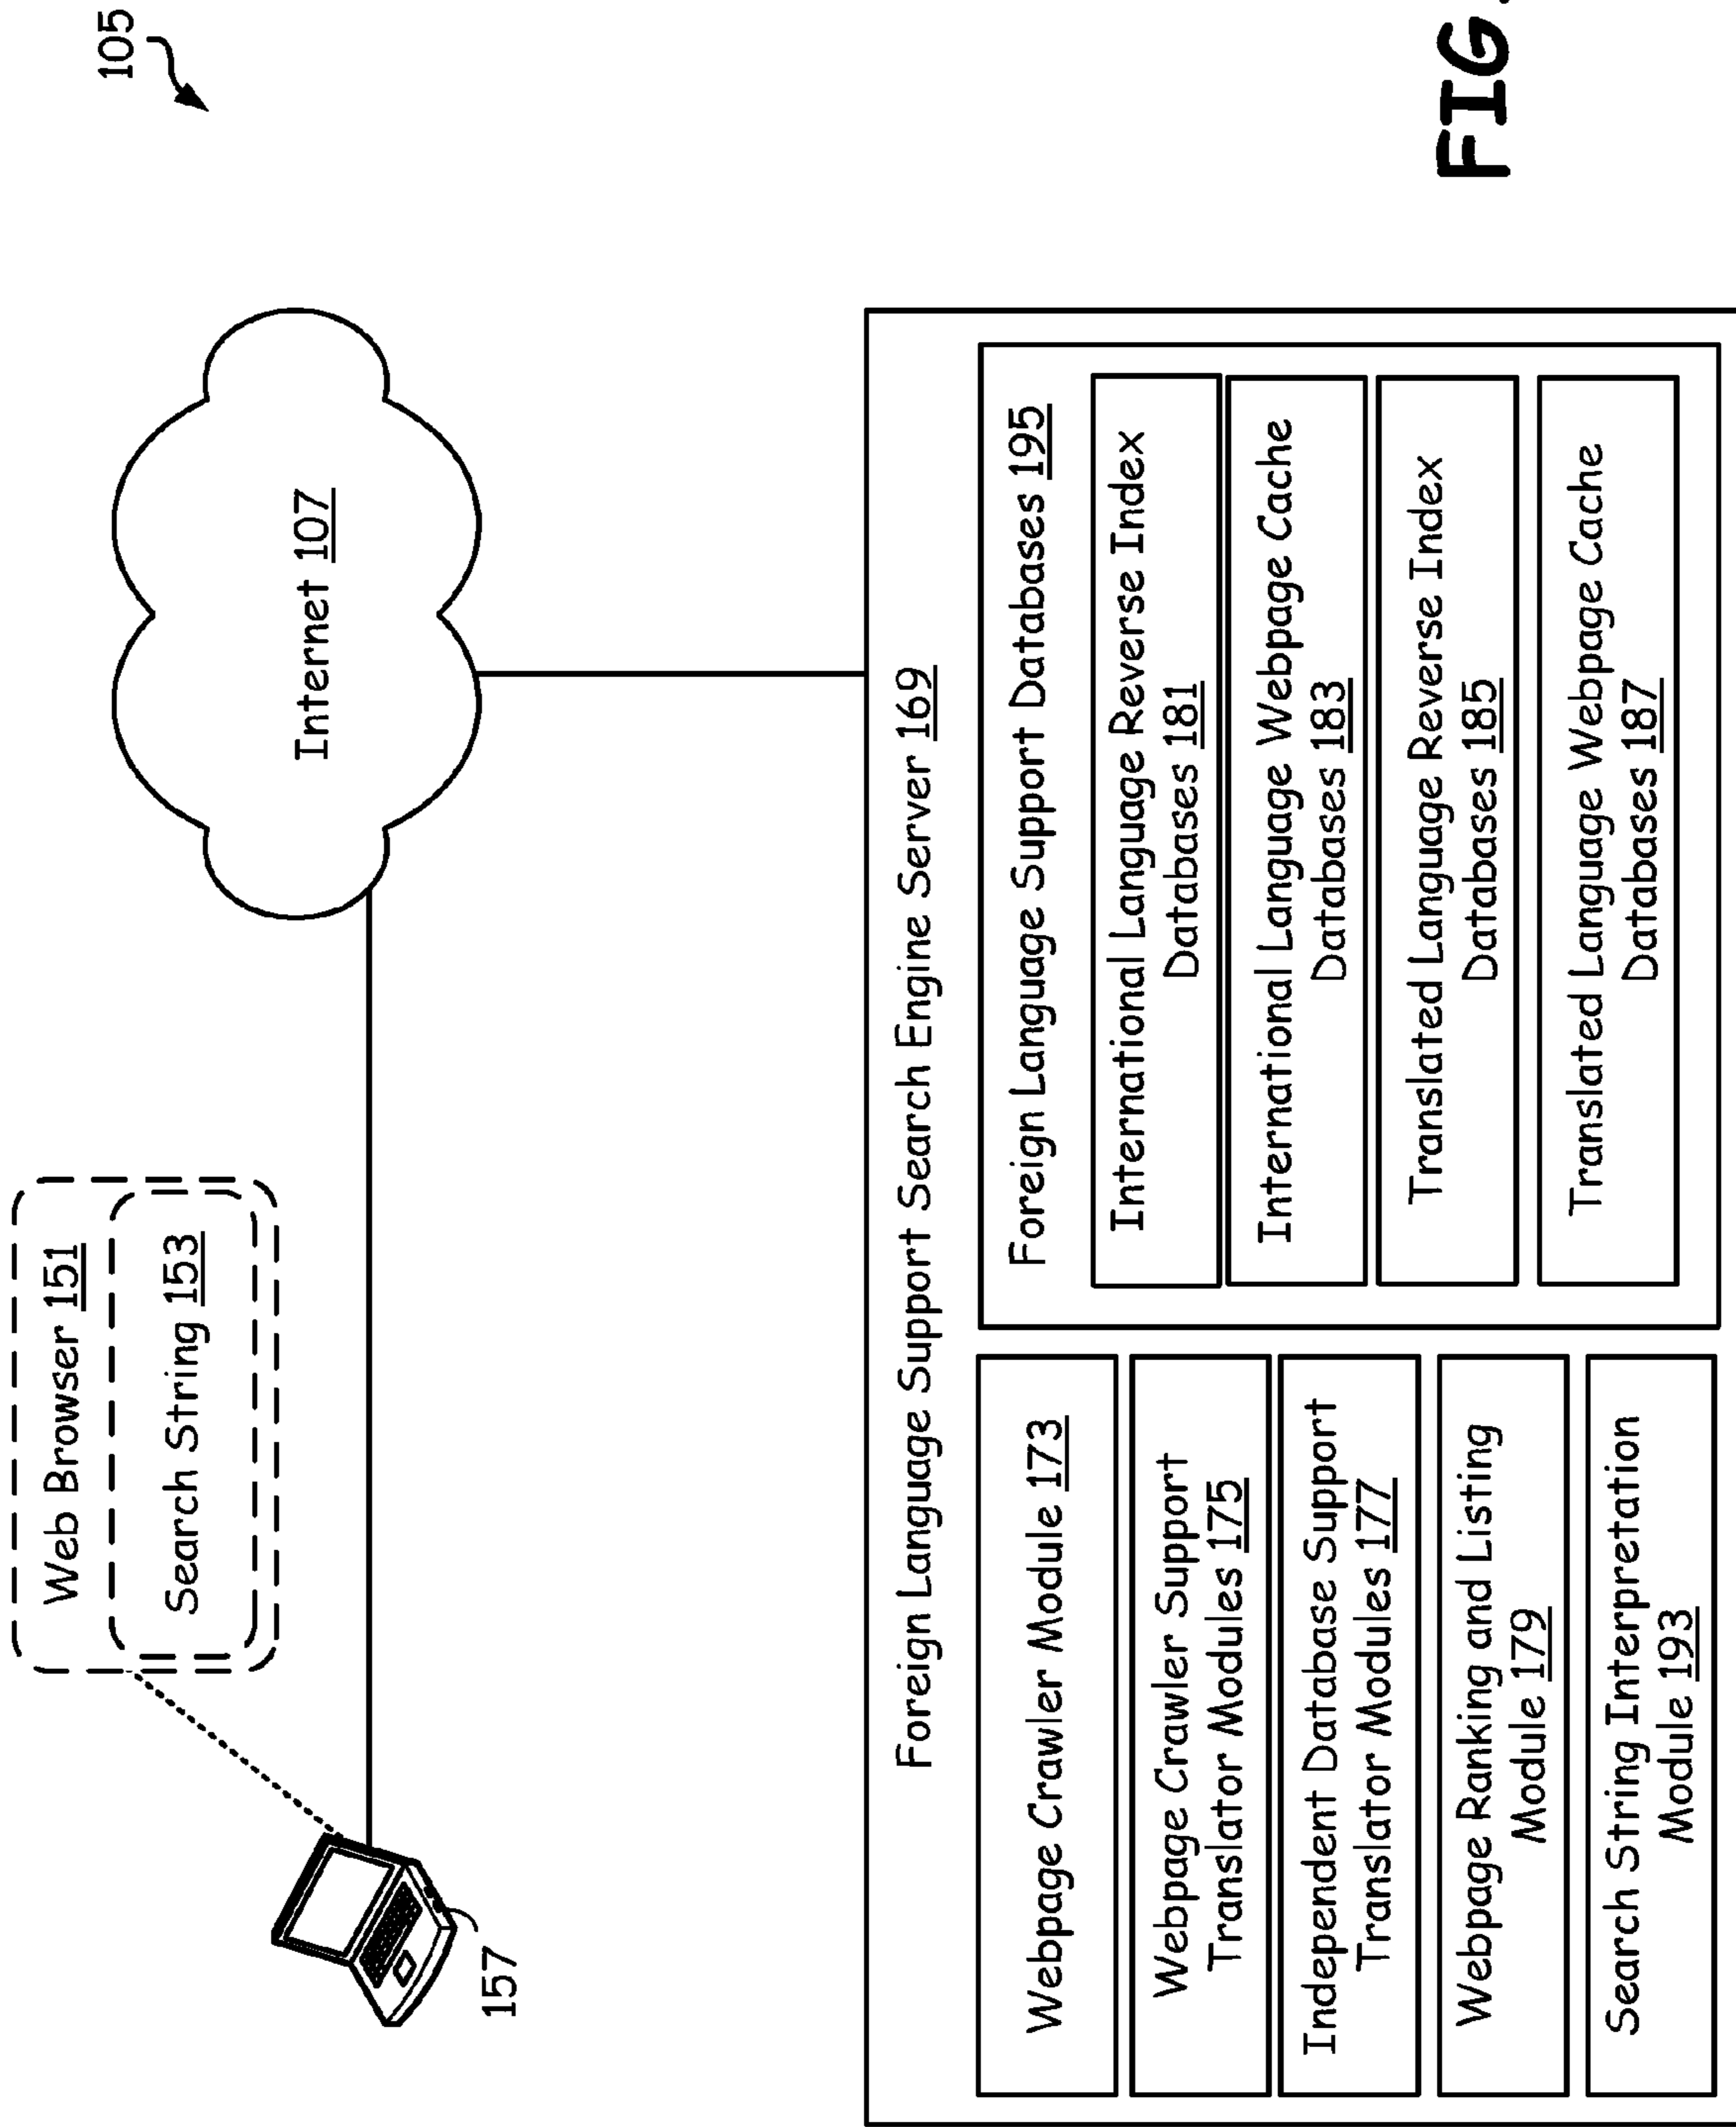 105
Web Browser 151
Search String 153
Internet 107
157
Foreign Language Support Search Engine Server 169
Webpage Crawler Module 173
Webpage Crawler Support
Translator Modules 175
Independent Database Support
Translator Modules 177
Webpage Ranking and Listing
Module 179
Search String Interpretation
Module 193
Foreign Language Support Databases 195
International Language Reverse Index
Databases 181
International Language Webpage Cache
Databases 183
Translated Language Reverse Index
Databases 185
Translated Language Webpage Cache
Databases 187
FIG.